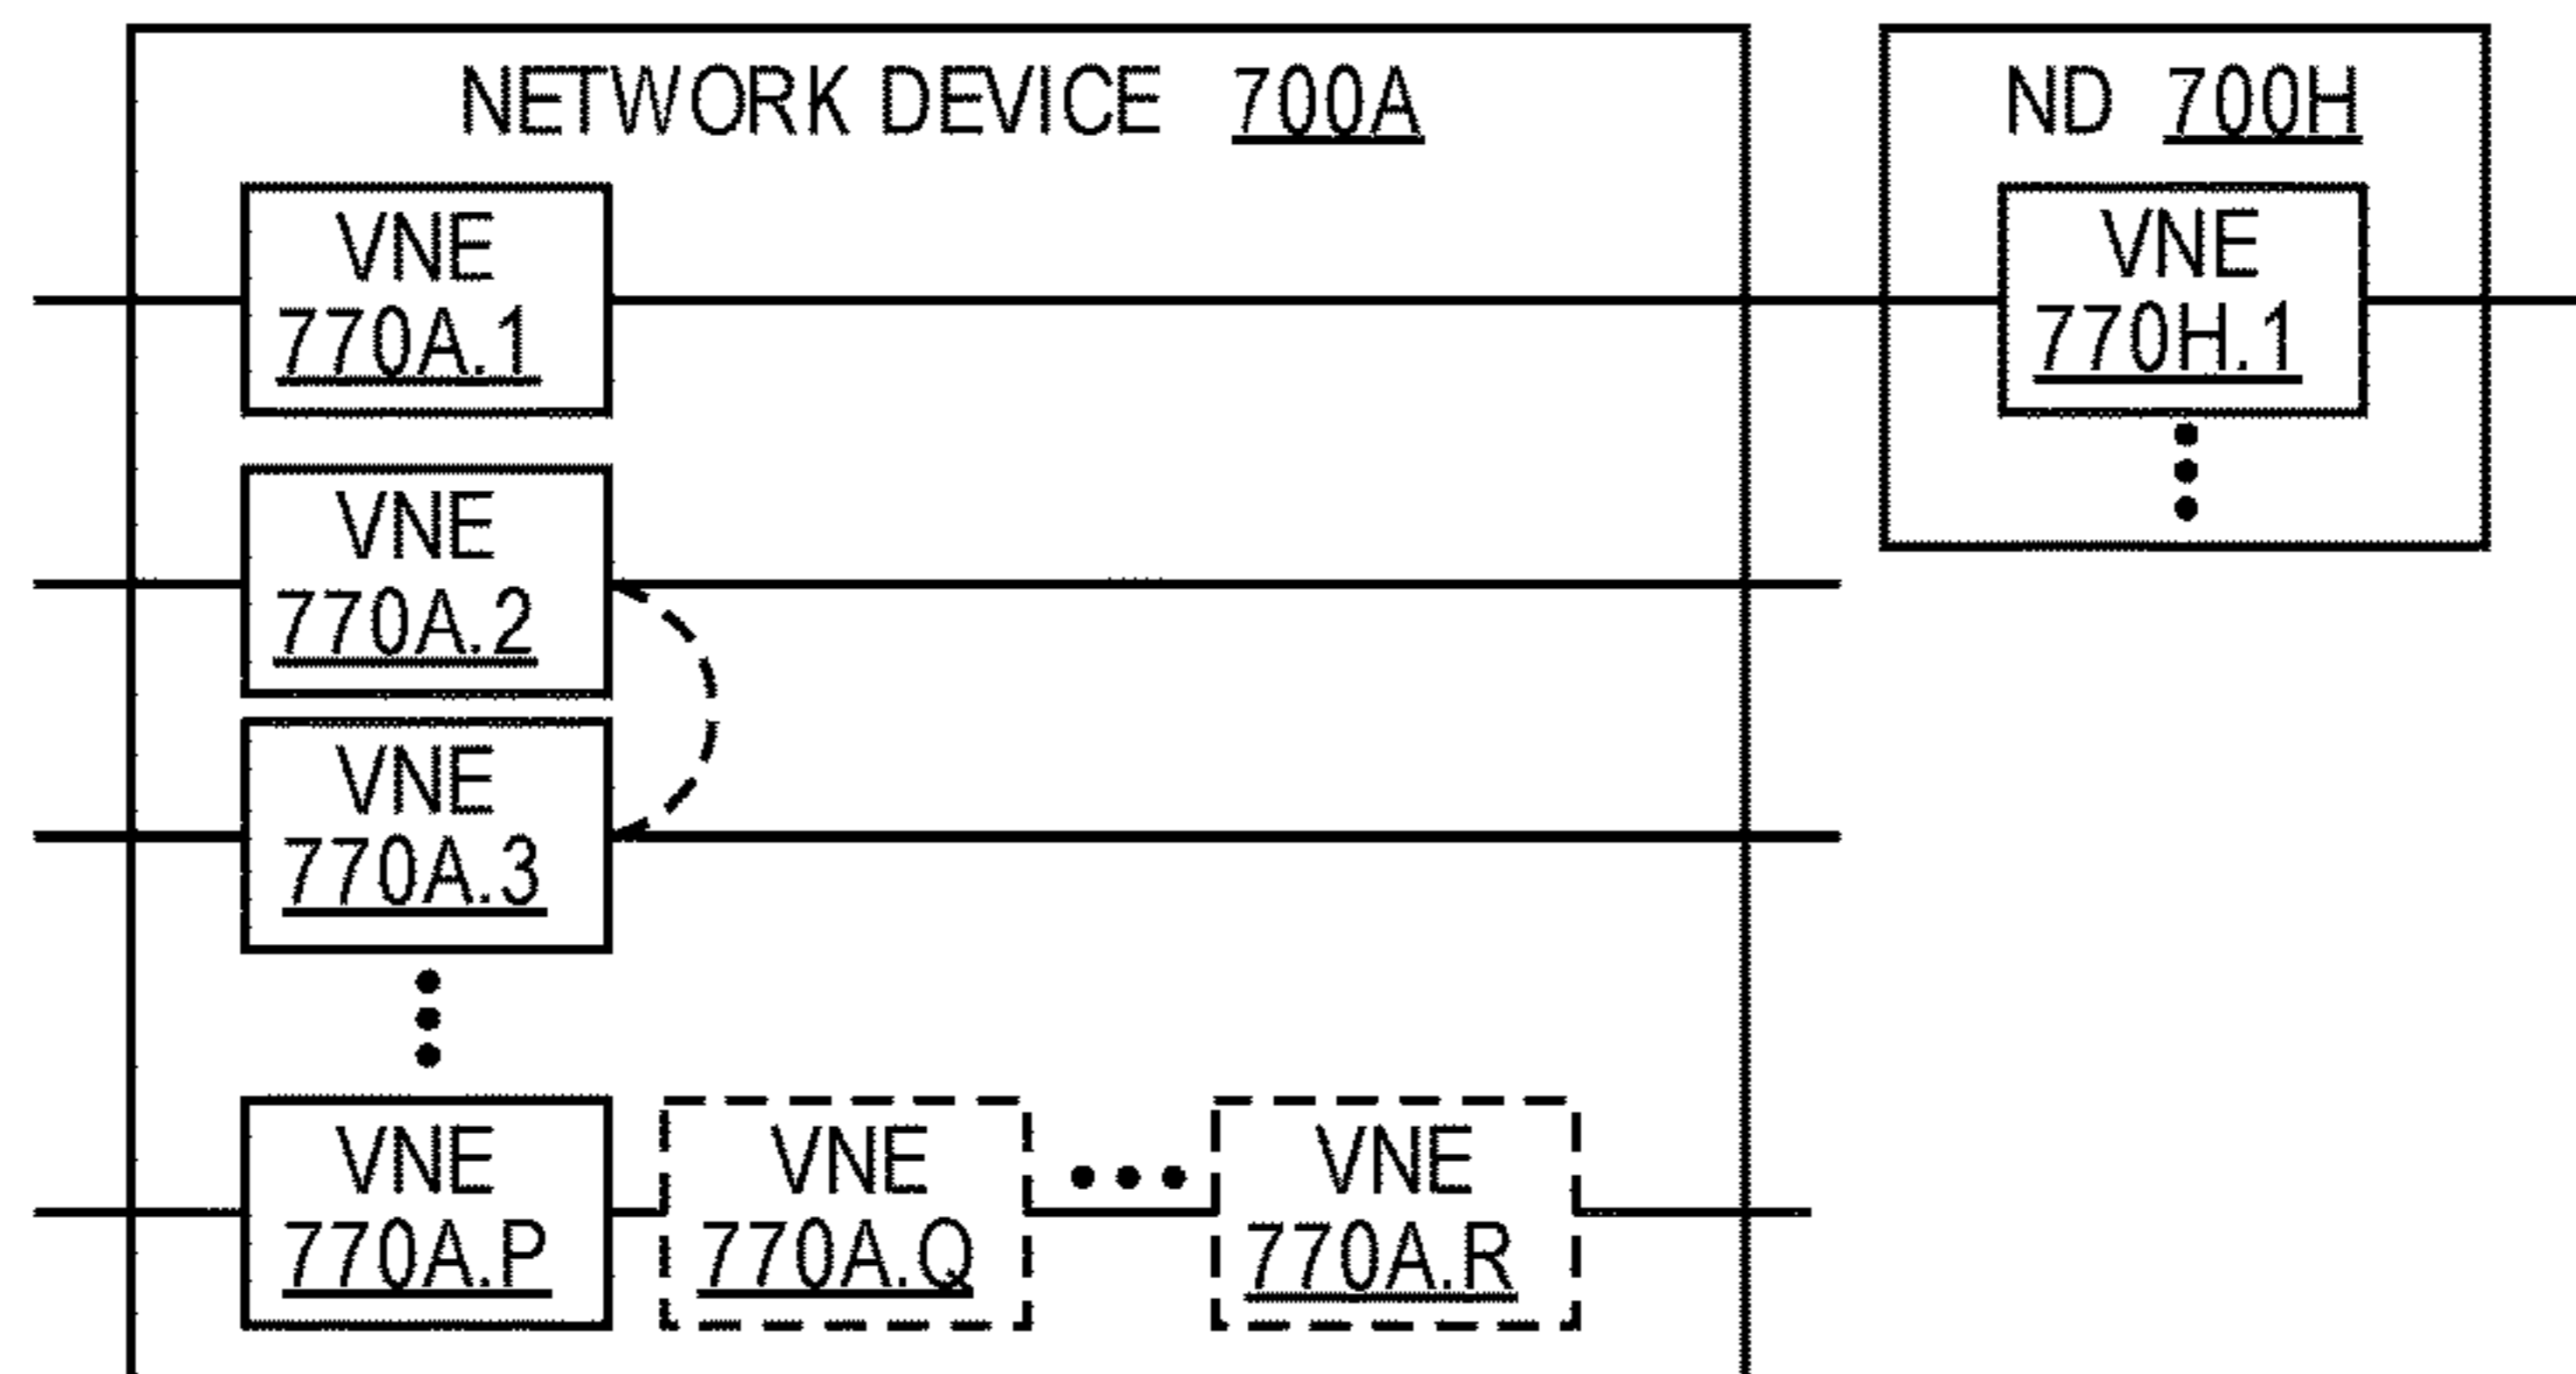 NETWORK DEVICE 700A
ND 700H
VNE
770A.1
VNE
770H.1
VNE
770A.2
VNE
770A.3
VNE
770A.P
VNE
770A.Q
VNE
770A.R